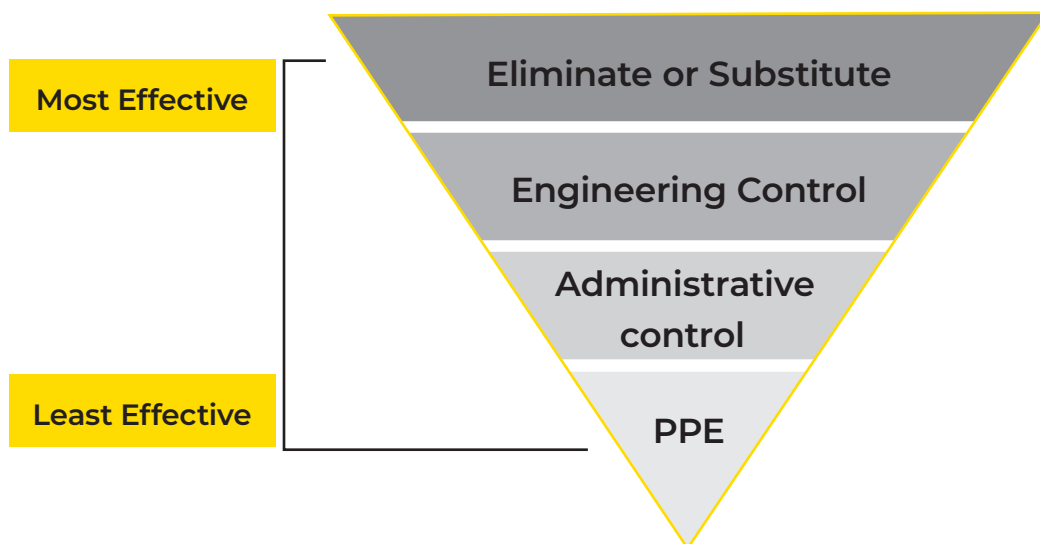 Most Effective
Eliminate or Substitute
Engineering Control
Administrative
control
Least Effective
PPE